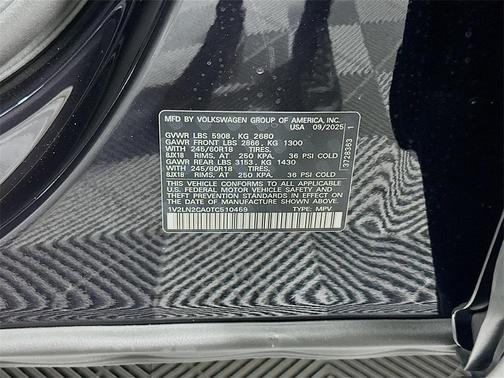 MFD BY VOLKSWAGEN GROUP OF AMERICA, INC.
USA 09/2025
GVWR LBS 5908, KG 2680
GAWR FRONT LBS 2866, KG 1300
WITH 245/60R18 TIRES,
8JX18 RIMS, AT 250 KPA. 36 PSI COLD
GAWR REAR LBS 3153, KG 1430
WITH 245/60R18 TIRES,
8JX18 RIMS, AT 250 KPA. 36 PSI COLD
THIS VEHICLE CONFORMS TO ALL APPLICABLE
U.S. FEDERAL MOTOR VEHICLE SAFETY AND
THEFT PREVENTION STANDARDS IN EFFECT ON THE
DATE OF MANUFACTURE SHOWN ABOVE.
1V2LN2CA0TC510459 TYPE: MPV
3728363 1